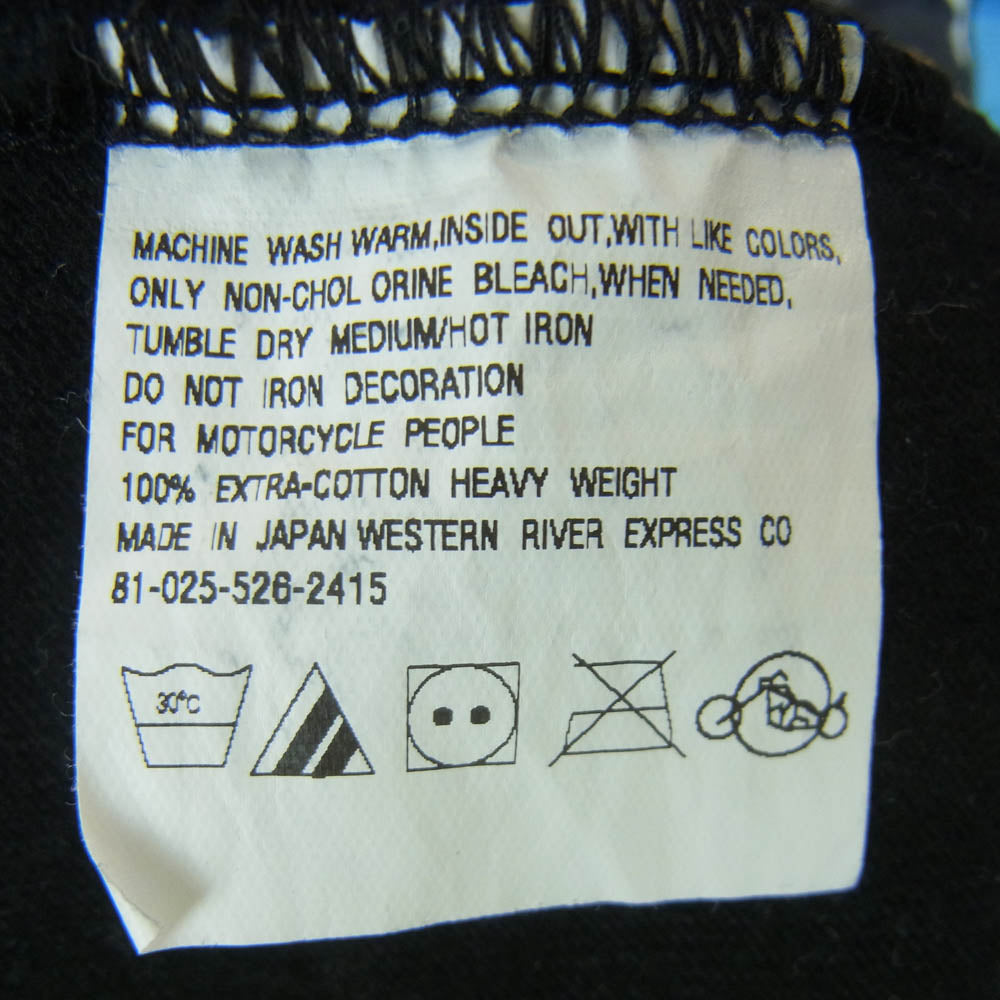 MACHINE WASH WARM,INSIDE OUT,WITH LIKE COLORS,
ONLY NON-CHOL ORINE BLEACH,WHEN NEEDED,
TUMBLE DRY MEDIUM/HOT IRON
DO NOT IRON DECORATION
FOR MOTORCYCLE PEOPLE
100% EXTRA-COTTON HEAVY WEIGHT
MADE IN JAPAN WESTERN RIVER EXPRESS CO
81-025-526-2415
30°C